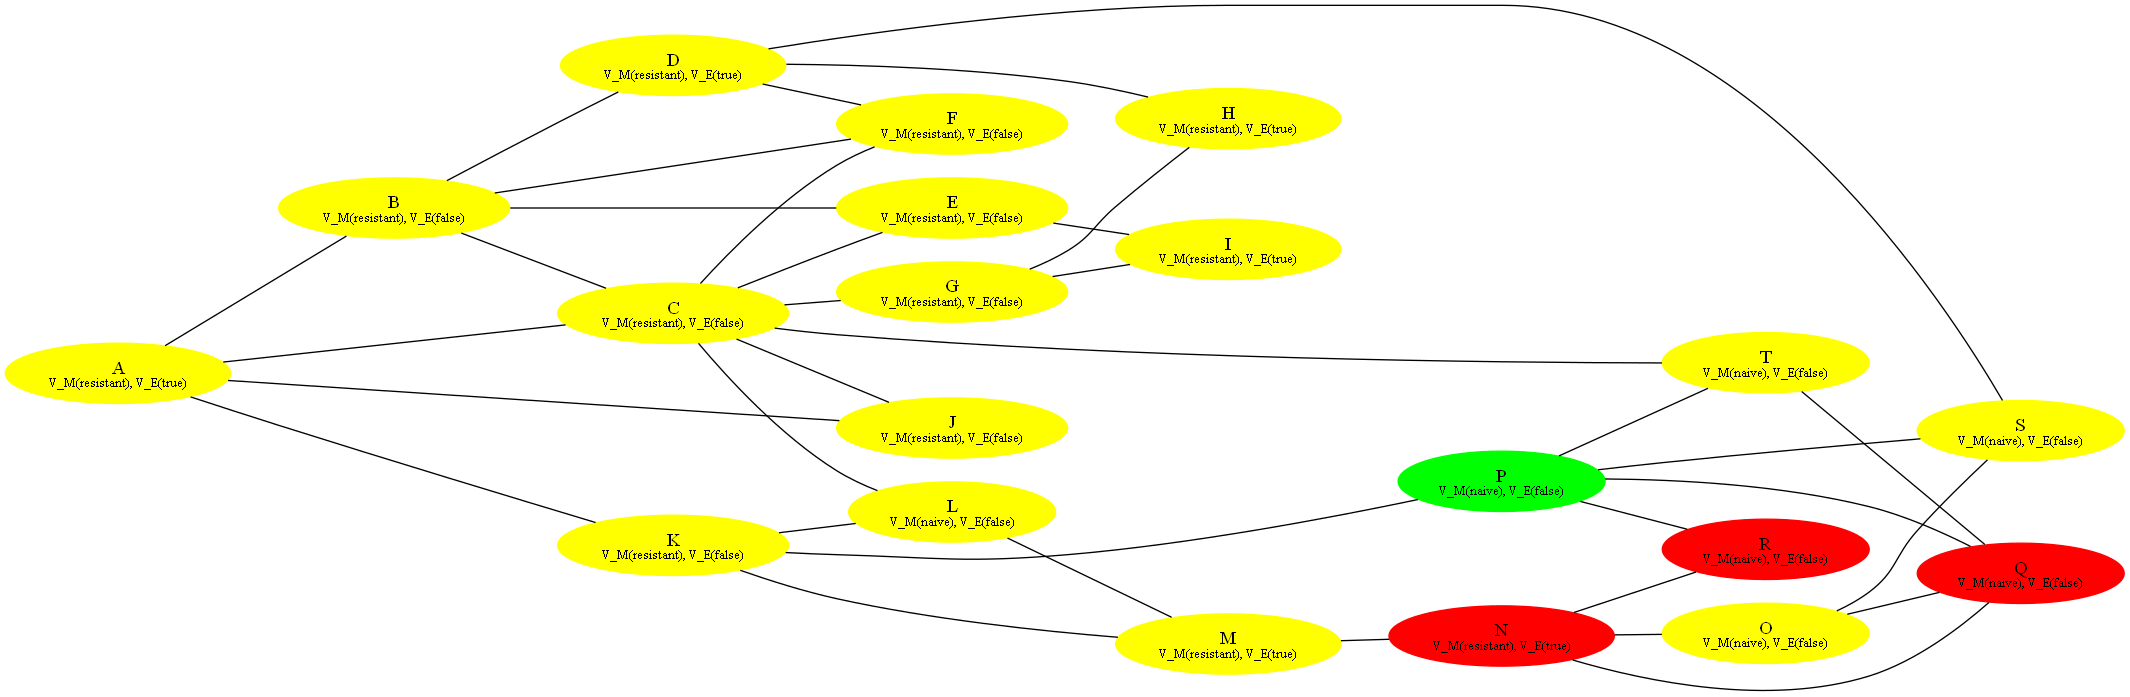 D
V_M(resistant), V_E(true)
F
V_M(resistant), V_E(false)
H
V_M(resistant), V_E(true)
B
V_M(resistant), V_E(false)
E
V_M(resistant), V_E(false)
I
V_M(resistant), V_E(true)
G
V_M(resistant), V_E(false)
C
V_M(resistant), V_E(false)
T
V_M(naive), V_E(false)
A
V_M(resistant), V_E(true)
J
V_M(resistant), V_E(false)
S
V_M(naive), V_E(false)
P
V_M(naive), V_E(false)
L
V_M(naive), V_E(false)
K
V_M(resistant), V_E(false)
R
V_M(naive), V_E(false)
Q
V_M(naive), V_E(false)
O
V_M(naive), V_E(false)
N
V_M(resistant), V_E(true)
M
V_M(resistant), V_E(true)